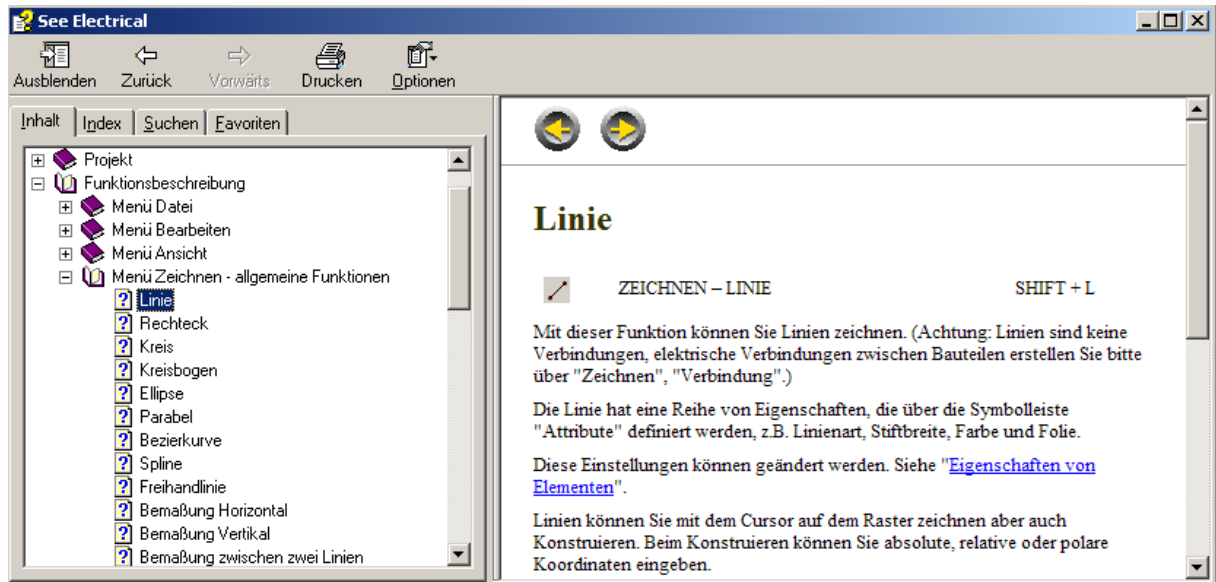 See Electrical
Ausblenden Zurück Vorwärts Drucken Optionen
Inhalt Index Suchen Favoriten
Projekt
Funktionsbeschreibung
Menü Datei
Menü Bearbeiten
Menü Ansicht
Menü Zeichnen - allgemeine Funktionen
Linie
Rechteck
Kreis
Kreisbogen
Ellipse
Parabel
Bezierkurve
Spline
Freihandlinie
Bemaßung Horizontal
Bemaßung Vertikal
Bemaßung zwischen zwei Linien
Linie
ZEICHNEN – LINIE SHIFT + L
Mit dieser Funktion können Sie Linien zeichnen. (Achtung: Linien sind keine
Verbindungen, elektrische Verbindungen zwischen Bauteilen erstellen Sie bitte
über "Zeichnen", "Verbindung".)
Die Linie hat eine Reihe von Eigenschaften, die über die Symbolleiste
"Attribute" definiert werden, z.B. Linienart, Stiftbreite, Farbe und Folie.
Diese Einstellungen können geändert werden. Siehe "Eigenschaften von
Elementen".
Linien können Sie mit dem Cursor auf dem Raster zeichnen aber auch
Konstruieren. Beim Konstruieren können Sie absolute, relative oder polare
Koordinaten eingeben.